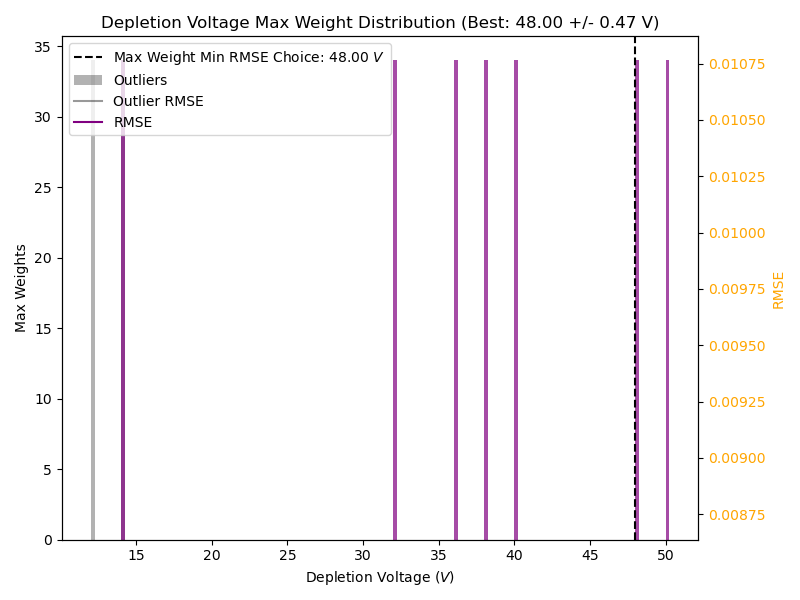 Depletion Voltage Max Weight Distribution (Best: 48.00 +/- 0.47 V)
Max Weight Min RMSE Choice: 48.00 V
Outliers
Outlier RMSE
RMSE
35
30
25
20
15
10
5
0
Max Weights
0.01075
0.01050
0.01025
0.01000
0.00975
0.00950
0.00925
0.00900
0.00875
RMSE
15 20 25 30 35 40 45 50
Depletion Voltage (V)